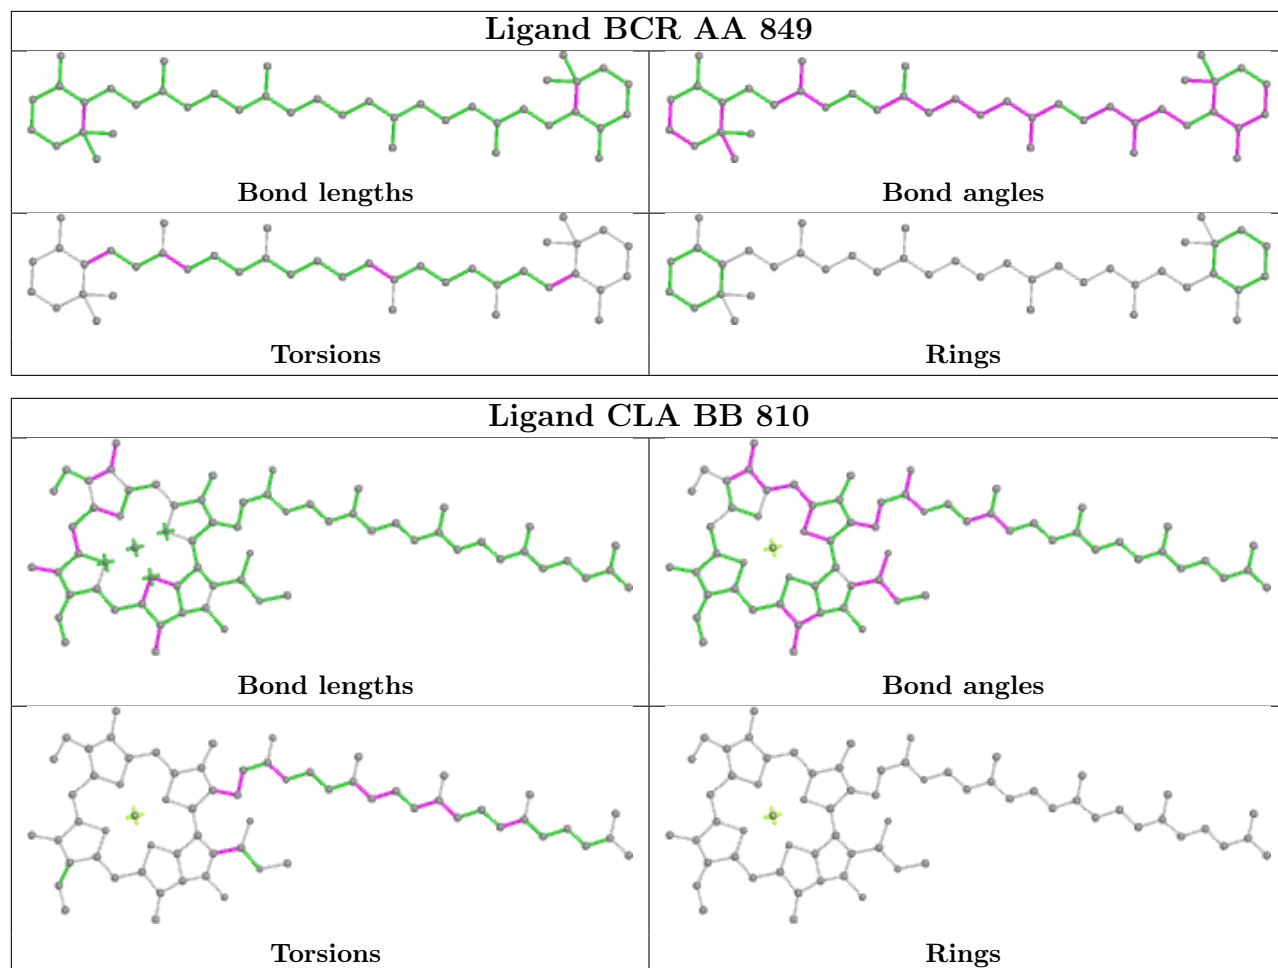 Ligand BCR AA 849
Bond lengths
Bond angles
Torsions
Rings
Ligand CLA BB 810
Bond lengths
Bond angles
Torsions
Rings